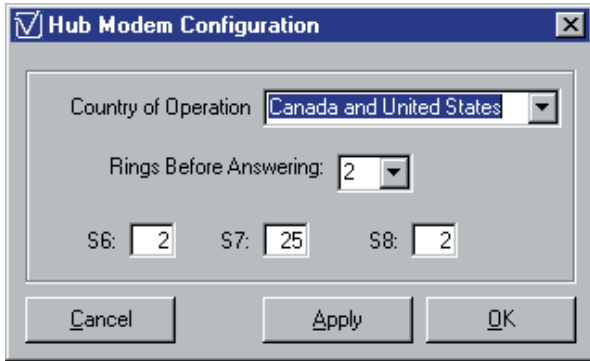 Hub Modem Configuration
Country of Operation Canada and United States
Rings Before Answering: 2
S6: 2 S7: 25 S8: 2
Cancel Apply OK